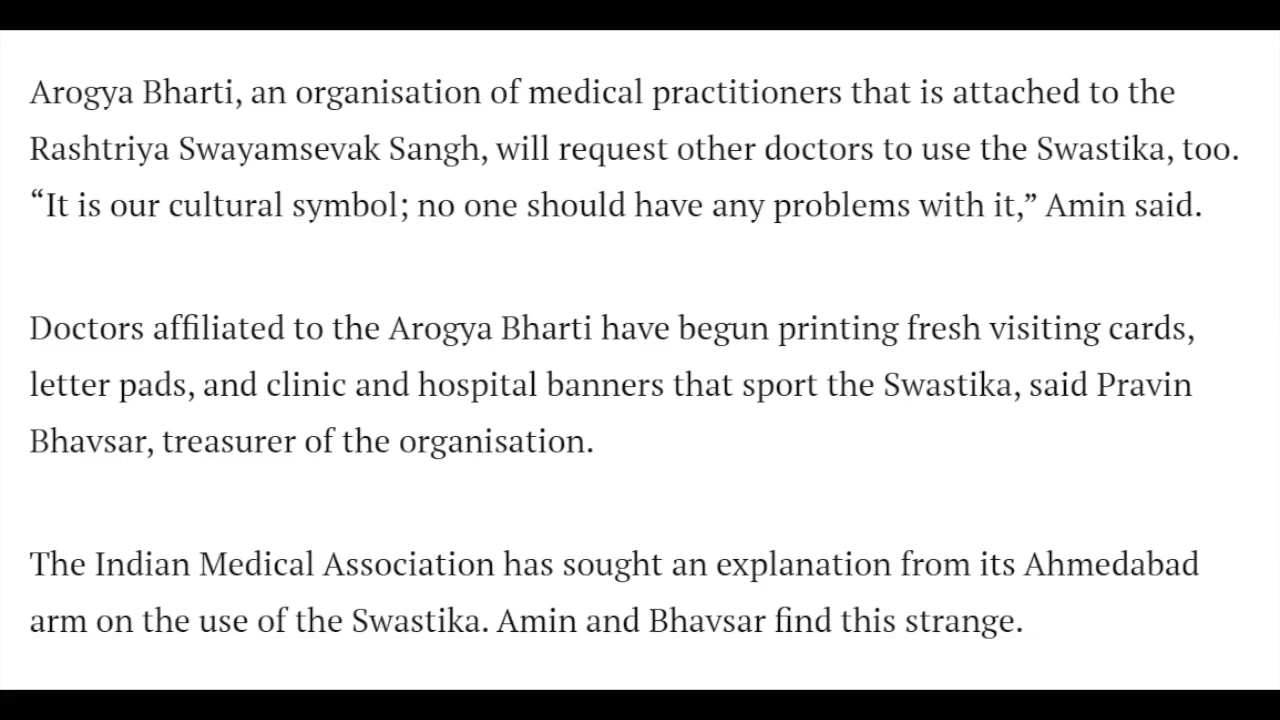 Arogya Bharti, an organisation of medical practitioners that is attached to the
Rashtriya Swayamsevak Sangh, will request other doctors to use the Swastika, too.
“It is our cultural symbol; no one should have any problems with it,” Amin said.
Doctors affiliated to the Arogya Bharti have begun printing fresh visiting cards,
letter pads, and clinic and hospital banners that sport the Swastika, said Pravin
Bhavsar, treasurer of the organisation.
The Indian Medical Association has sought an explanation from its Ahmedabad
arm on the use of the Swastika. Amin and Bhavsar find this strange.